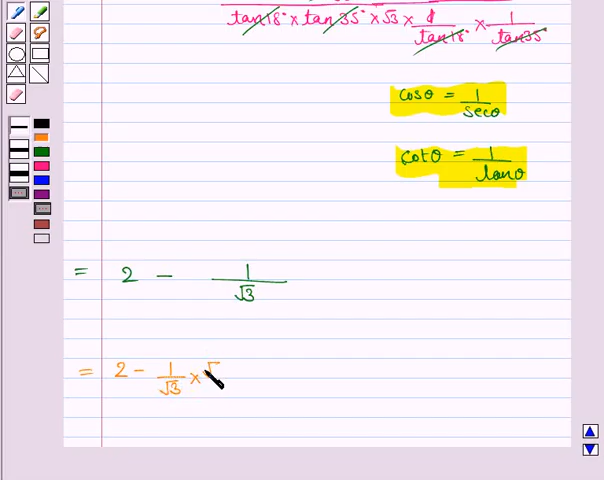 tan18° × tan35° × √3 × 1/tan18° × 1/tan35°
cosθ = 1/secθ
cotθ = 1/tanθ
= 2 - 1/√3
= 2 - 1/√3 × √